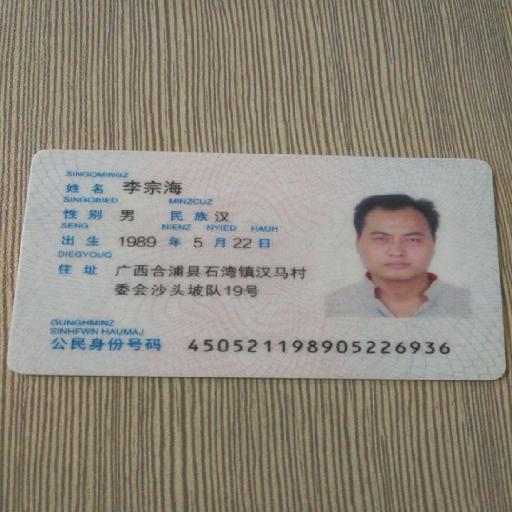 SINGQMINGZ
姓名 李宗海
SINGQBIED MINZCUZ
性别 男 民族 汉
SENG NIENZ NYIED HAUH
出生 1989 年 5 月 22 日
DIEGYOUQ
住址 广西合浦县石湾镇汉马村
委会沙头坡队19号
GUNGHMINZ
SINHFWN HAUMAJ
公民身份号码 450521198905226936